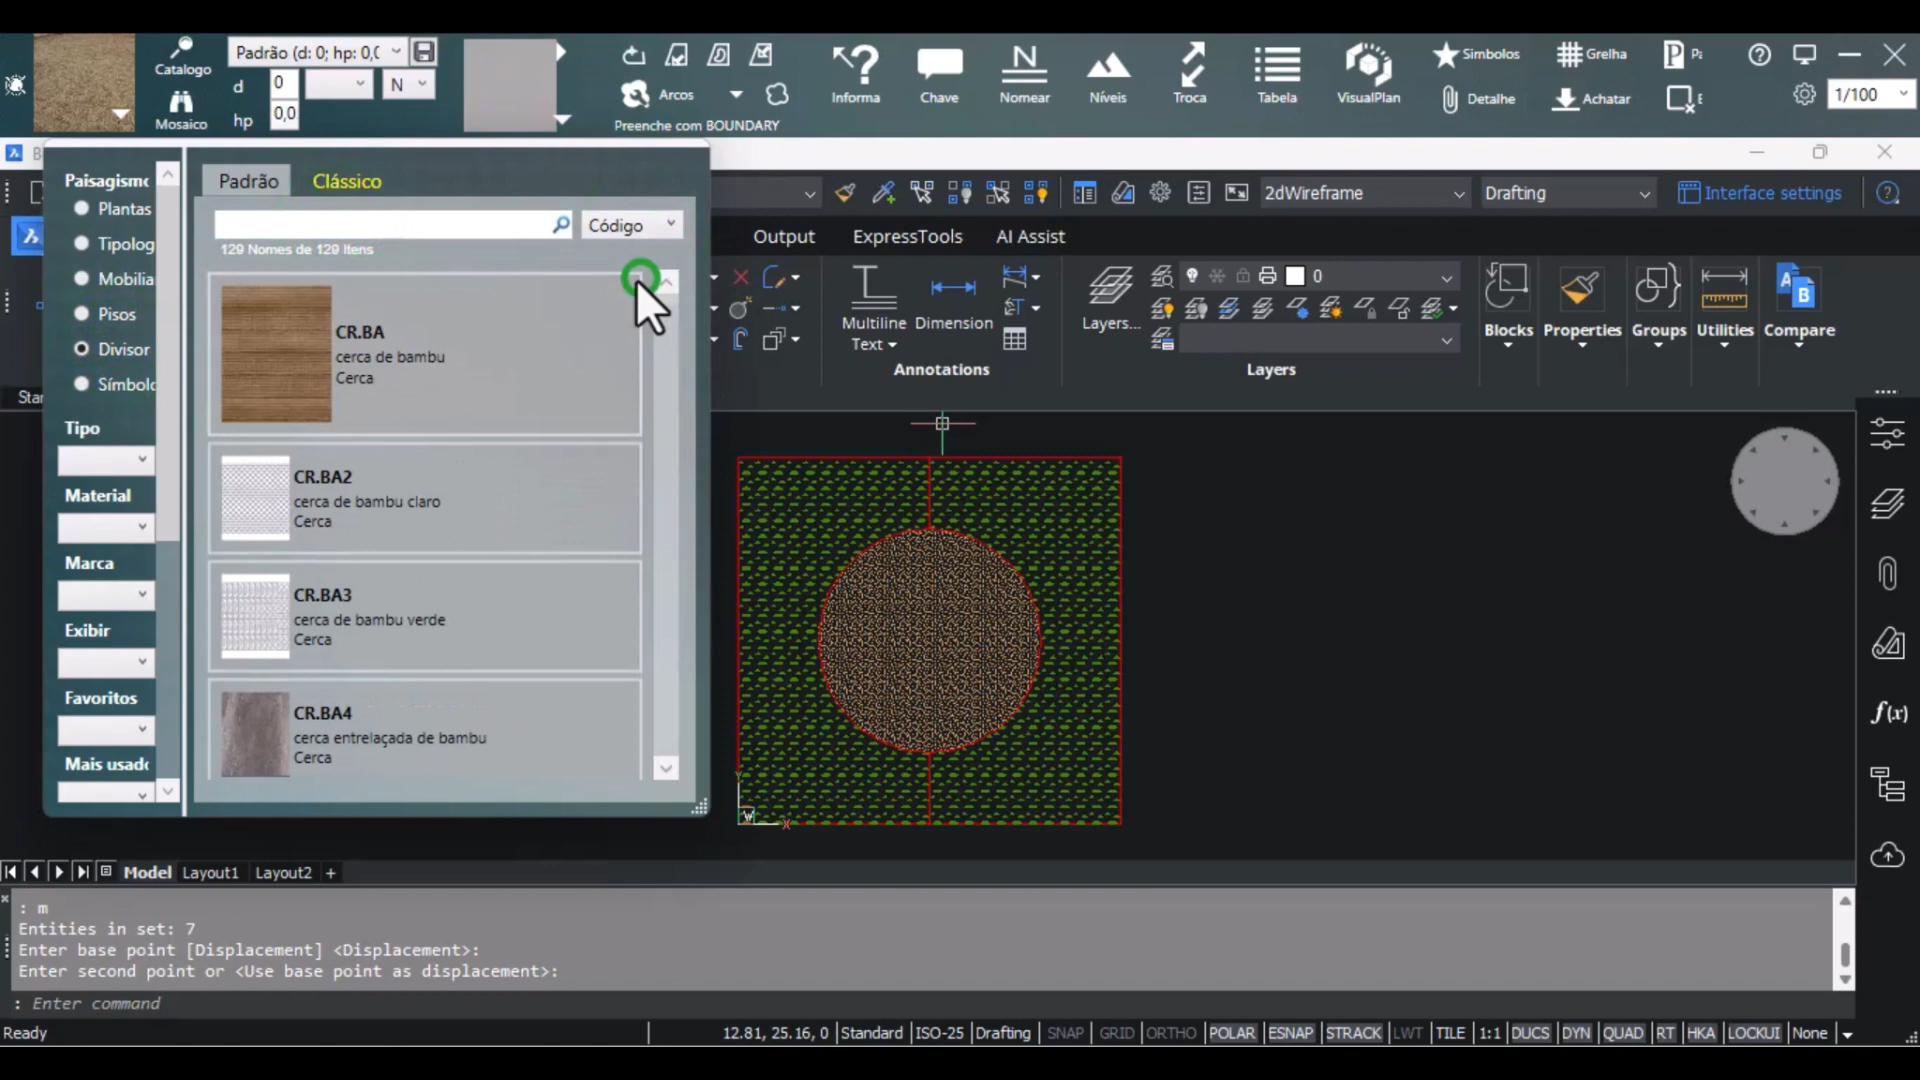 Catalogo
Mosaico
Padrão (d: 0; hp: 0,0
d 0
N
hp 0,0
Arcos
Preenche com BOUNDARY
Informa
Chave
N
Nomear
Níveis
Troca
Tabela
VisualPlan
Simbolos
Detalhe
Grelha
Achatar
1/100
2dWireframe
Drafting
Interface settings
Output
ExpressTools
AI Assist
Multiline
Text
Dimension
Annotations
Layers...
0
Layers
Blocks
Properties
Groups
Utilities
Compare
Padrão
Clássico
Código
129 Nomes de 129 Itens
Paisagismo
Plantas
Tipolog
Mobilia
Pisos
Divisor
Símbolo
Tipo
Material
Marca
Exibir
Favoritos
Mais usado
CR.BA
cerca de bambu
Cerca
CR.BA2
cerca de bambu claro
Cerca
CR.BA3
cerca de bambu verde
Cerca
CR.BA4
cerca entrelaçada de bambu
Cerca
Star
Y
W
X
f(x)
Model
Layout1
Layout2
+
: m
Entities in set: 7
Enter base point [Displacement] <Displacement>:
Enter second point or <Use base point as displacement>:
: Enter command
Ready
12.81, 25.16, 0
Standard
ISO-25
Drafting
SNAP
GRID
ORTHO
POLAR
ESNAP
STRACK
LWT
TILE
1:1
DUCS
DYN
QUAD
RT
HKA
LOCKUI
None